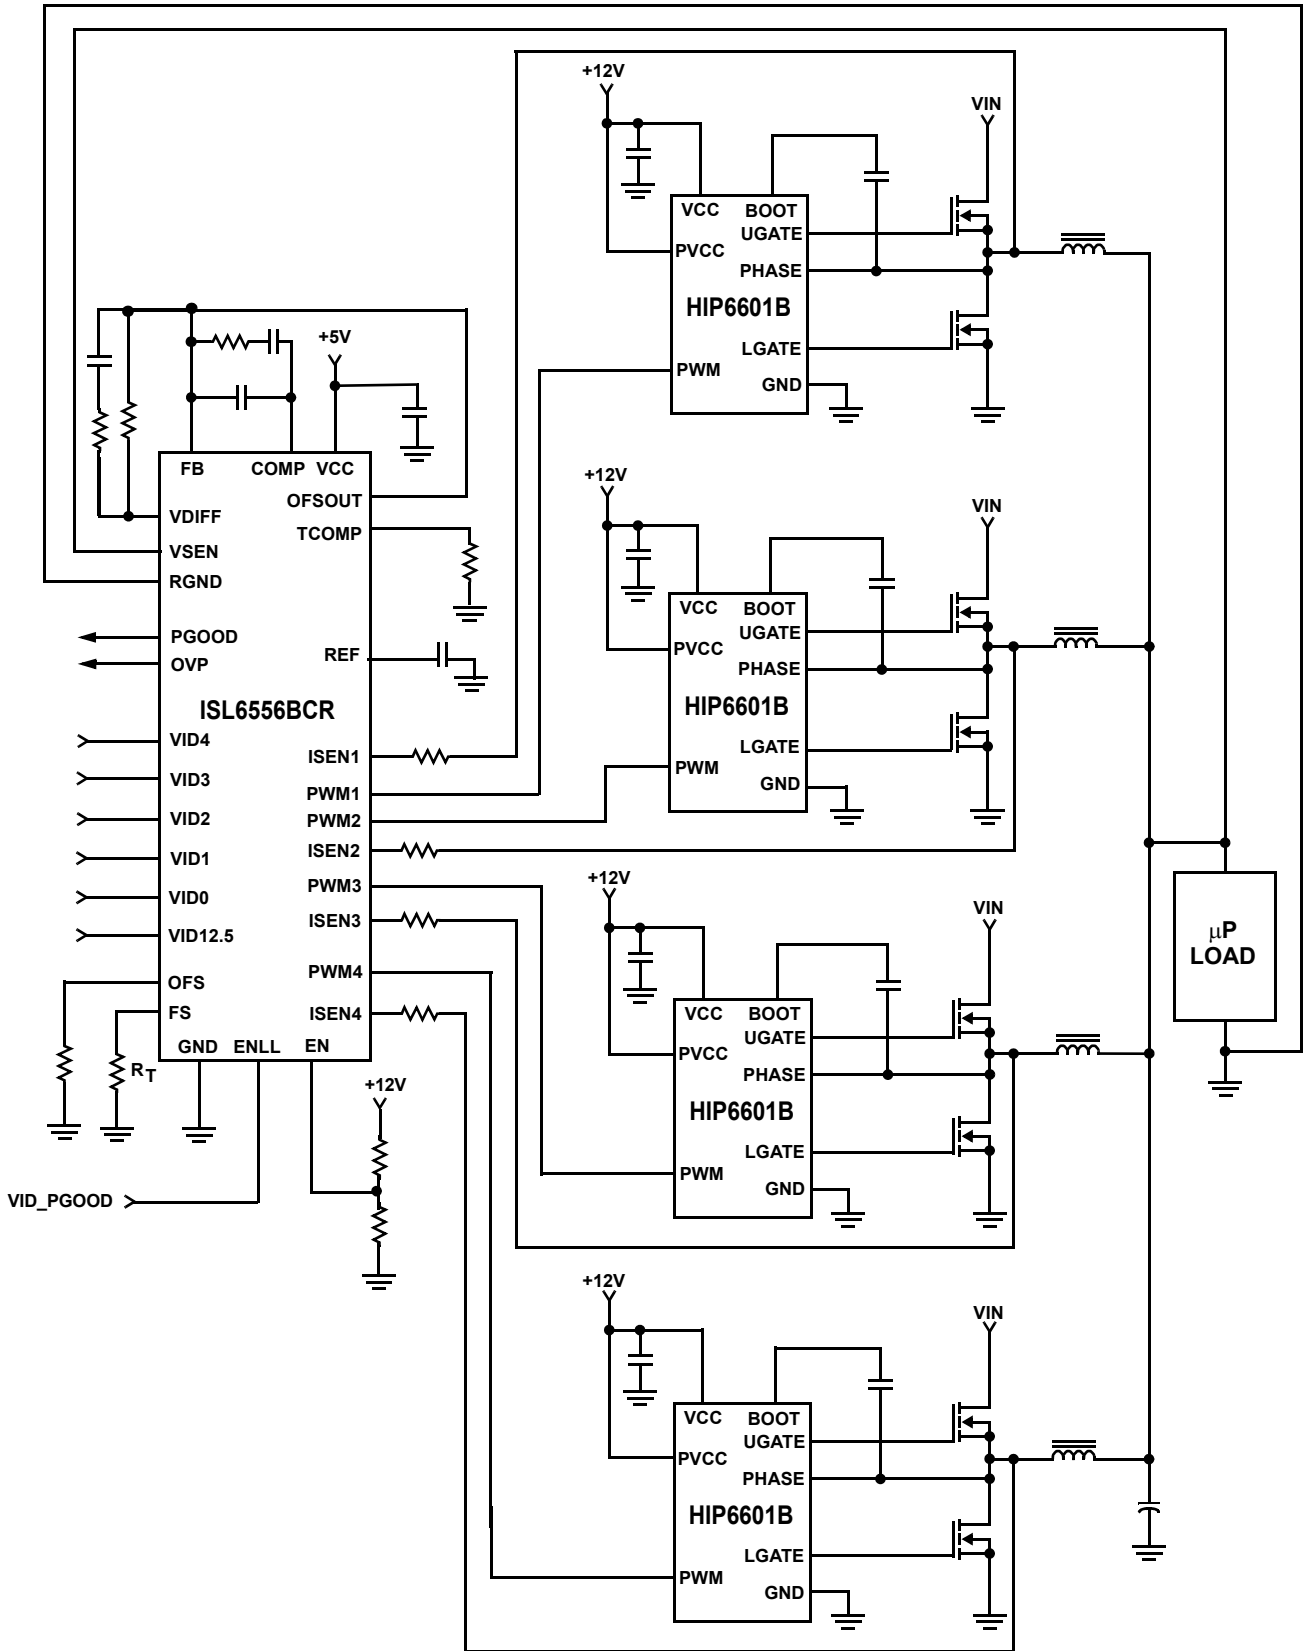 +12V
VIN
VCC
BOOT
UGATE
PVCC
PHASE
HIP6601B
LGATE
PWM
GND
+5V
FB
COMP
VCC
OFSOUT
VDIFF
TCOMP
VSEN
RGND
PGOOD
REF
OVP
ISL6556BCR
VID4
ISEN1
VID3
PWM1
VID2
PWM2
VID1
ISEN2
PWM3
VID0
ISEN3
VID12.5
PWM4
OFS
FS
ISEN4
GND
ENLL
EN
RT
+12V
VID_PGOOD
+12V
VIN
VCC
BOOT
UGATE
PVCC
PHASE
HIP6601B
LGATE
PWM
GND
+12V
VIN
VCC
BOOT
UGATE
PVCC
PHASE
HIP6601B
LGATE
PWM
GND
μP
LOAD
+12V
VIN
VCC
BOOT
UGATE
PVCC
PHASE
HIP6601B
LGATE
PWM
GND